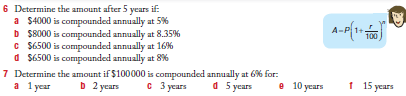 6 Determine the amount after 5 years if:
a $4000 is compounded annually at 5%
b $8000 is compounded annually at 8.35%
c $6500 is compounded annually at 16%
d $6500 is compounded annually at 8%
A=P(1+r/100)^n
7 Determine the amount if $100000 is compounded annually at 6% for:
a 1 year b 2 years c 3 years d 5 years e 10 years f 15 years